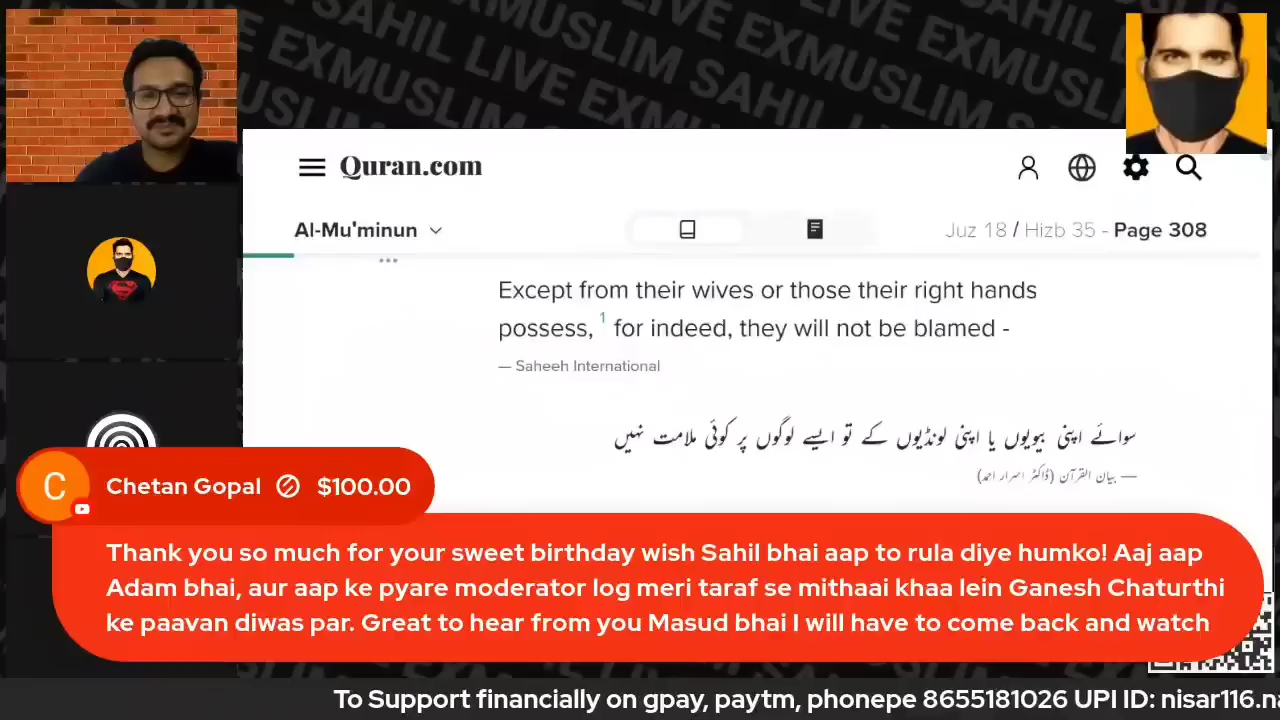 SAHIL LIVE EXMUSLIM
Quran.com
Al-Mu'minun
Juz 18 / Hizb 35 - Page 308
Except from their wives or those their right hands
possess, 1 for indeed, they will not be blamed -
— Saheeh International
سوائے اپنی بیویوں یا اپنی لونڈیوں کے تو ایسے لوگوں پر کوئی ملامت نہیں
— بیان القرآن (ڈاکٹر اسرار احمد)
C
Chetan Gopal $100.00
Thank you so much for your sweet birthday wish Sahil bhai aap to rula diye humko! Aaj aap
Adam bhai, aur aap ke pyare moderator log meri taraf se mithaai khaa lein Ganesh Chaturthi
ke paavan diwas par. Great to hear from you Masud bhai I will have to come back and watch
To Support financially on gpay, paytm, phonepe 8655181026 UPI ID: nisar116.n